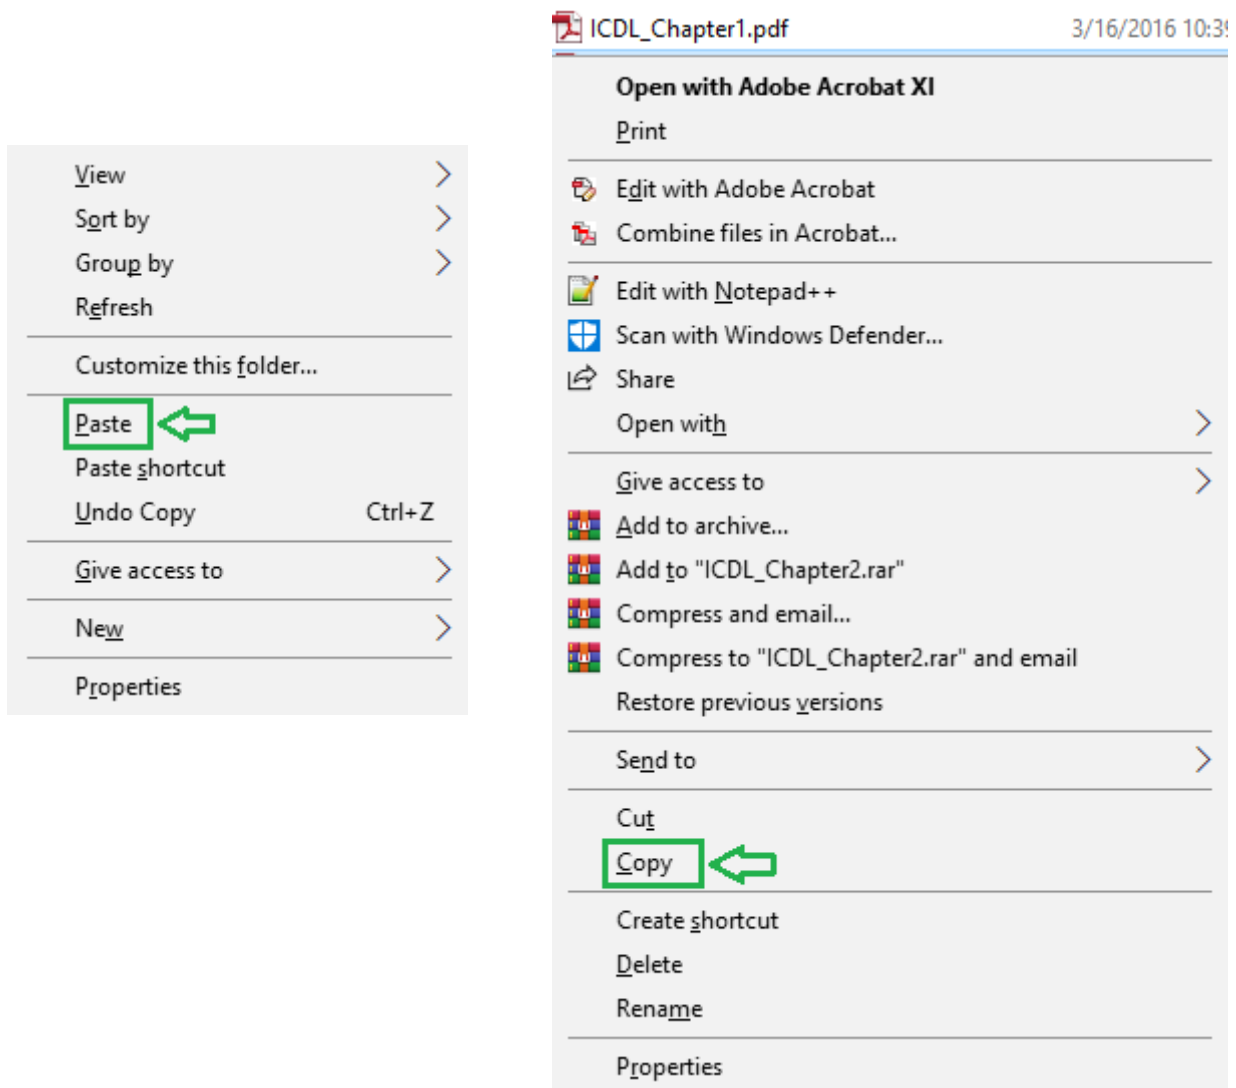 View
Sort by
Group by
Refresh
Customize this folder...
Paste
Paste shortcut
Undo Copy Ctrl+Z
Give access to
New
Properties
ICDL_Chapter1.pdf 3/16/2016 10:39
Open with Adobe Acrobat XI
Print
Edit with Adobe Acrobat
Combine files in Acrobat...
Edit with Notepad++
Scan with Windows Defender...
Share
Open with
Give access to
Add to archive...
Add to "ICDL_Chapter2.rar"
Compress and email...
Compress to "ICDL_Chapter2.rar" and email
Restore previous versions
Send to
Cut
Copy
Create shortcut
Delete
Rename
Properties